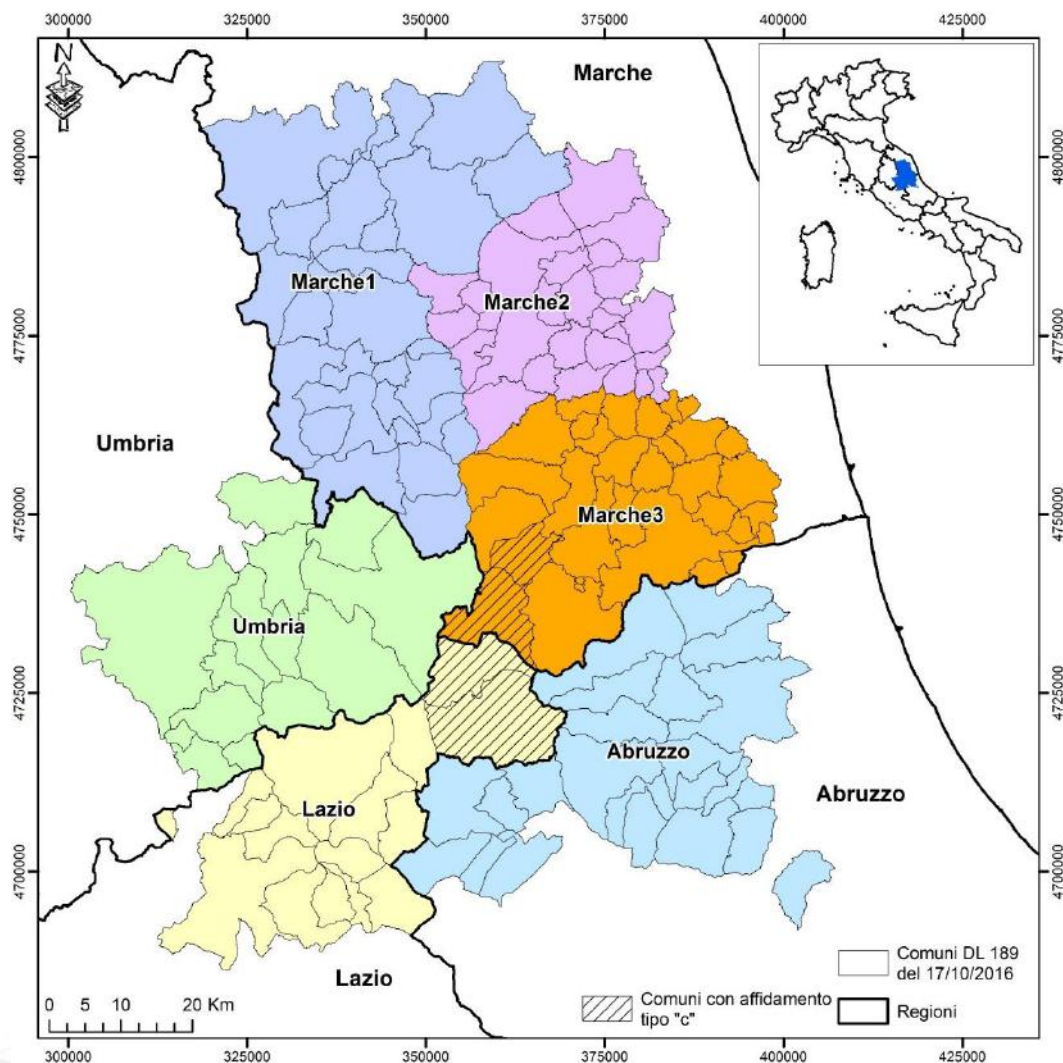 300000 325000 350000 375000 400000 425000
N
Marche
4800000 4800000
Marche1
Marche2
4775000 4775000
Umbria
Marche3
4750000 4750000
Umbria
4725000 4725000
Abruzzo
Lazio
Abruzzo
4700000 4700000
Lazio
Comuni DL 189
del 17/10/2016
0 5 10 20 Km
Comuni con affidamento
tipo "c"
Regioni
300000 325000 350000 375000 400000 425000